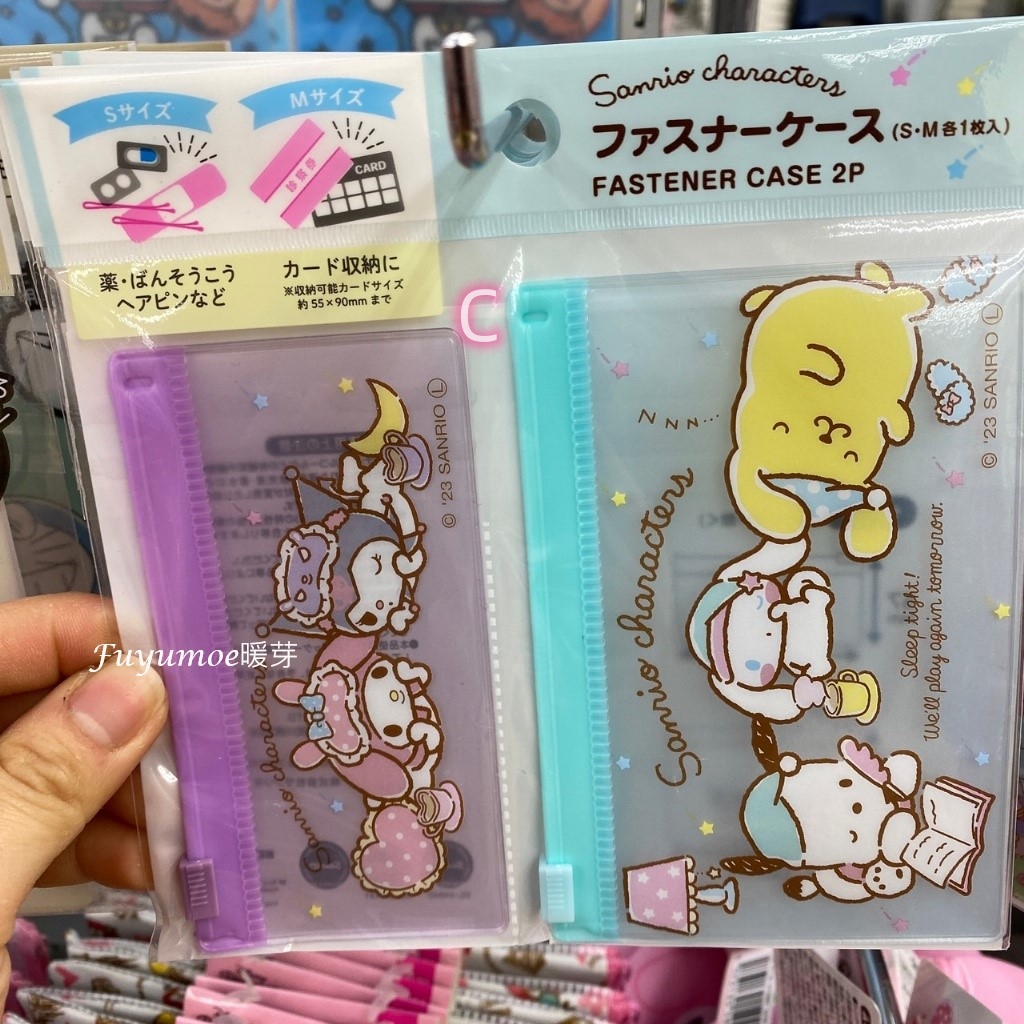 Sサイズ
Mサイズ
診察券
CARD
薬・ばんそうこう
ヘアピンなど
カード収納に
※収納可能カードサイズ
約55×90mmまで
Sanrio characters
ファスナーケース(S・M各1枚入)
FASTENER CASE 2P
C
© '23 SANRIO Ⓛ
Sanrio characters
Fuyumoe暖芽
ZZNN...
Sanrio characters
Sleep tight!
We'll play again tomorrow.
© '23 SANRIO Ⓛ